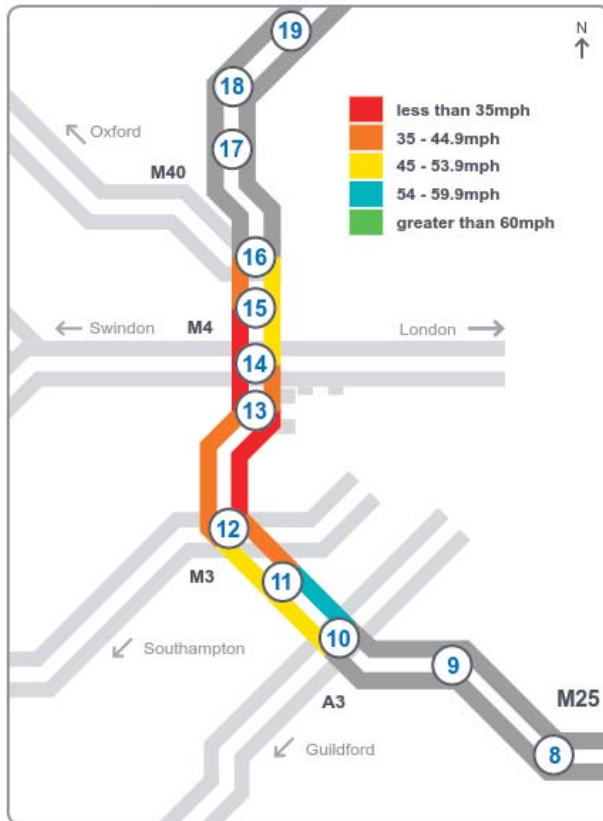 19
N
18
less than 35mph
35 - 44.9mph
45 - 53.9mph
54 - 59.9mph
greater than 60mph
Oxford
17
M40
16
15
Swindon
M4
London
14
13
12
M3
11
Southampton
10
9
A3
M25
Guildford
8